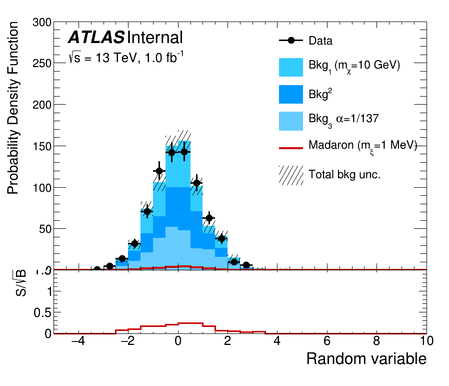 300
250
200
150
100
50
Probability Density Function
ATLAS Internal
√s = 13 TeV, 1.0 fb⁻¹
Data
Bkg₁ (mχ=10 GeV)
Bkg²
Bkg₃ α=1/137
Madaron (mξ=1 MeV)
Total bkg unc.
1
0.5
0
S/√B
−4 −2 0 2 4 6 8 10
Random variable